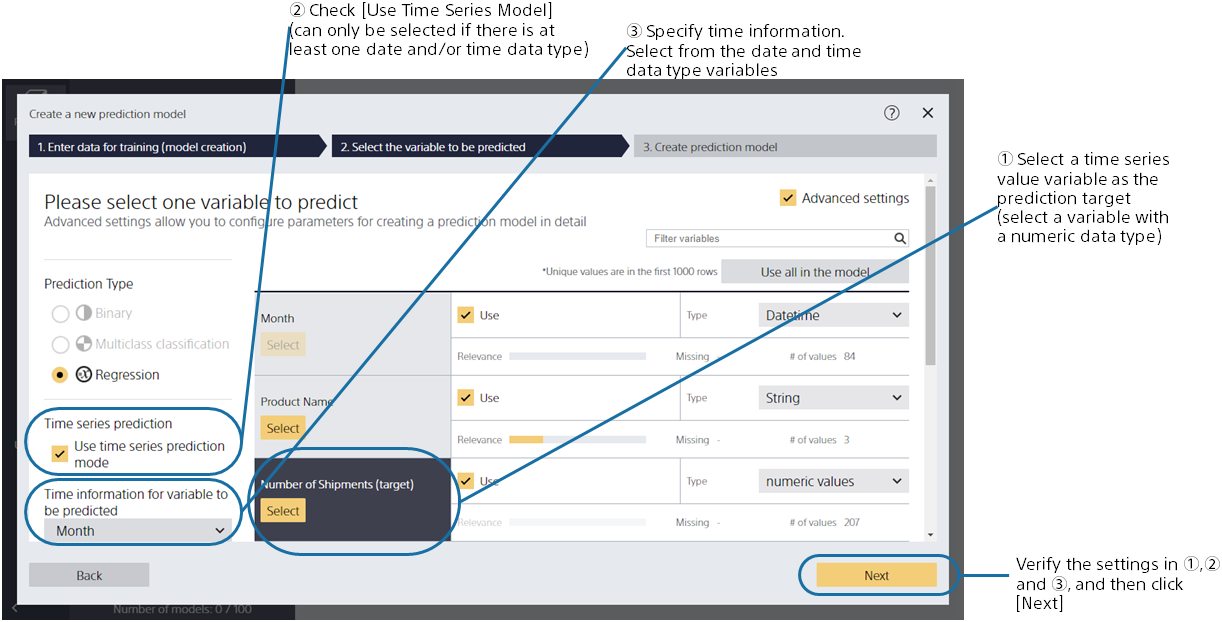 ② Check [Use Time Series Model]
(can only be selected if there is at
least one date and/or time data type)
③ Specify time information.
Select from the date and time
data type variables
Create a new prediction model
?
1. Enter data for training (model creation)
2. Select the variable to be predicted
3. Create prediction model
① Select a time series
value variable as the
prediction target
(select a variable with
a numeric data type)
Please select one variable to predict
Advanced settings
Advanced settings allow you to configure parameters for creating a prediction model in detail
Filter variables
*Unique values are in the first 1000 rows
Use all in the model
Prediction Type
Binary
Multiclass classification
Regression
Time series prediction
Use time series prediction
mode
Time information for variable to
be predicted
Month
Month
Select
Use
Type
Datetime
Relevance
Missing -
# of values 84
Product Name
Select
Use
Type
String
Relevance
Missing -
# of values 3
Number of Shipments (target)
Select
Use
Type
numeric values
Relevance
Missing -
# of values 207
Back
Next
Verify the settings in ①,②
and ③, and then click
[Next]
Number of models: 0 / 100